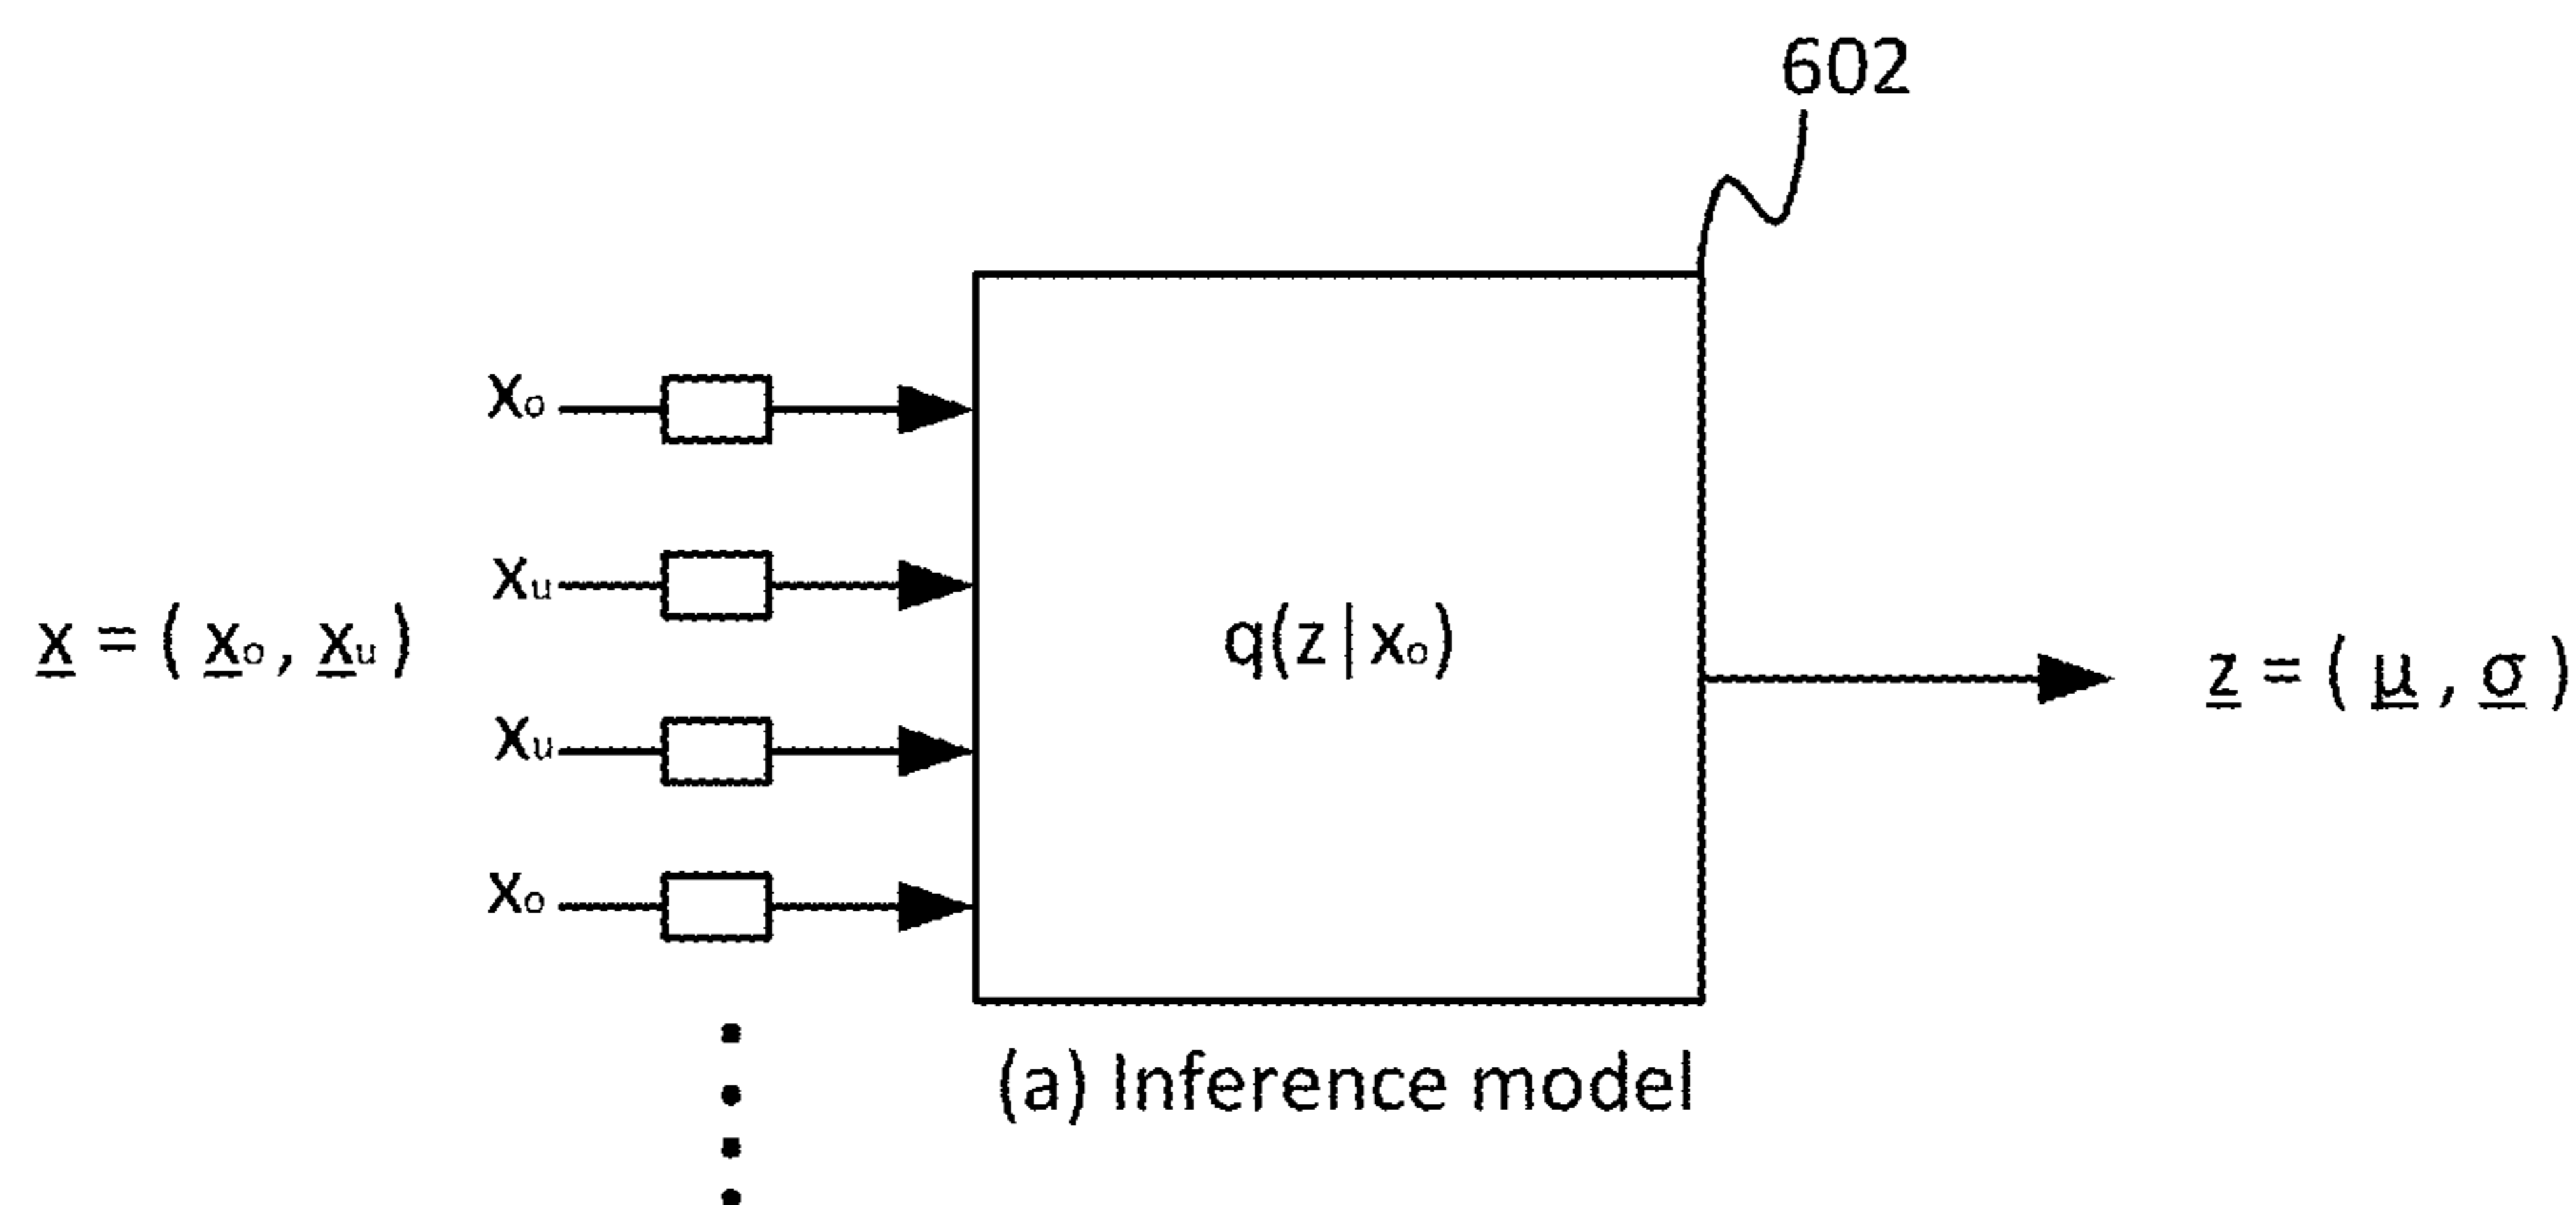 602
xₒ
xᵤ
x = ( xₒ, xᵤ )
q(z|xₒ)
z = ( μ , σ )
xᵤ
xₒ
(a) Inference model